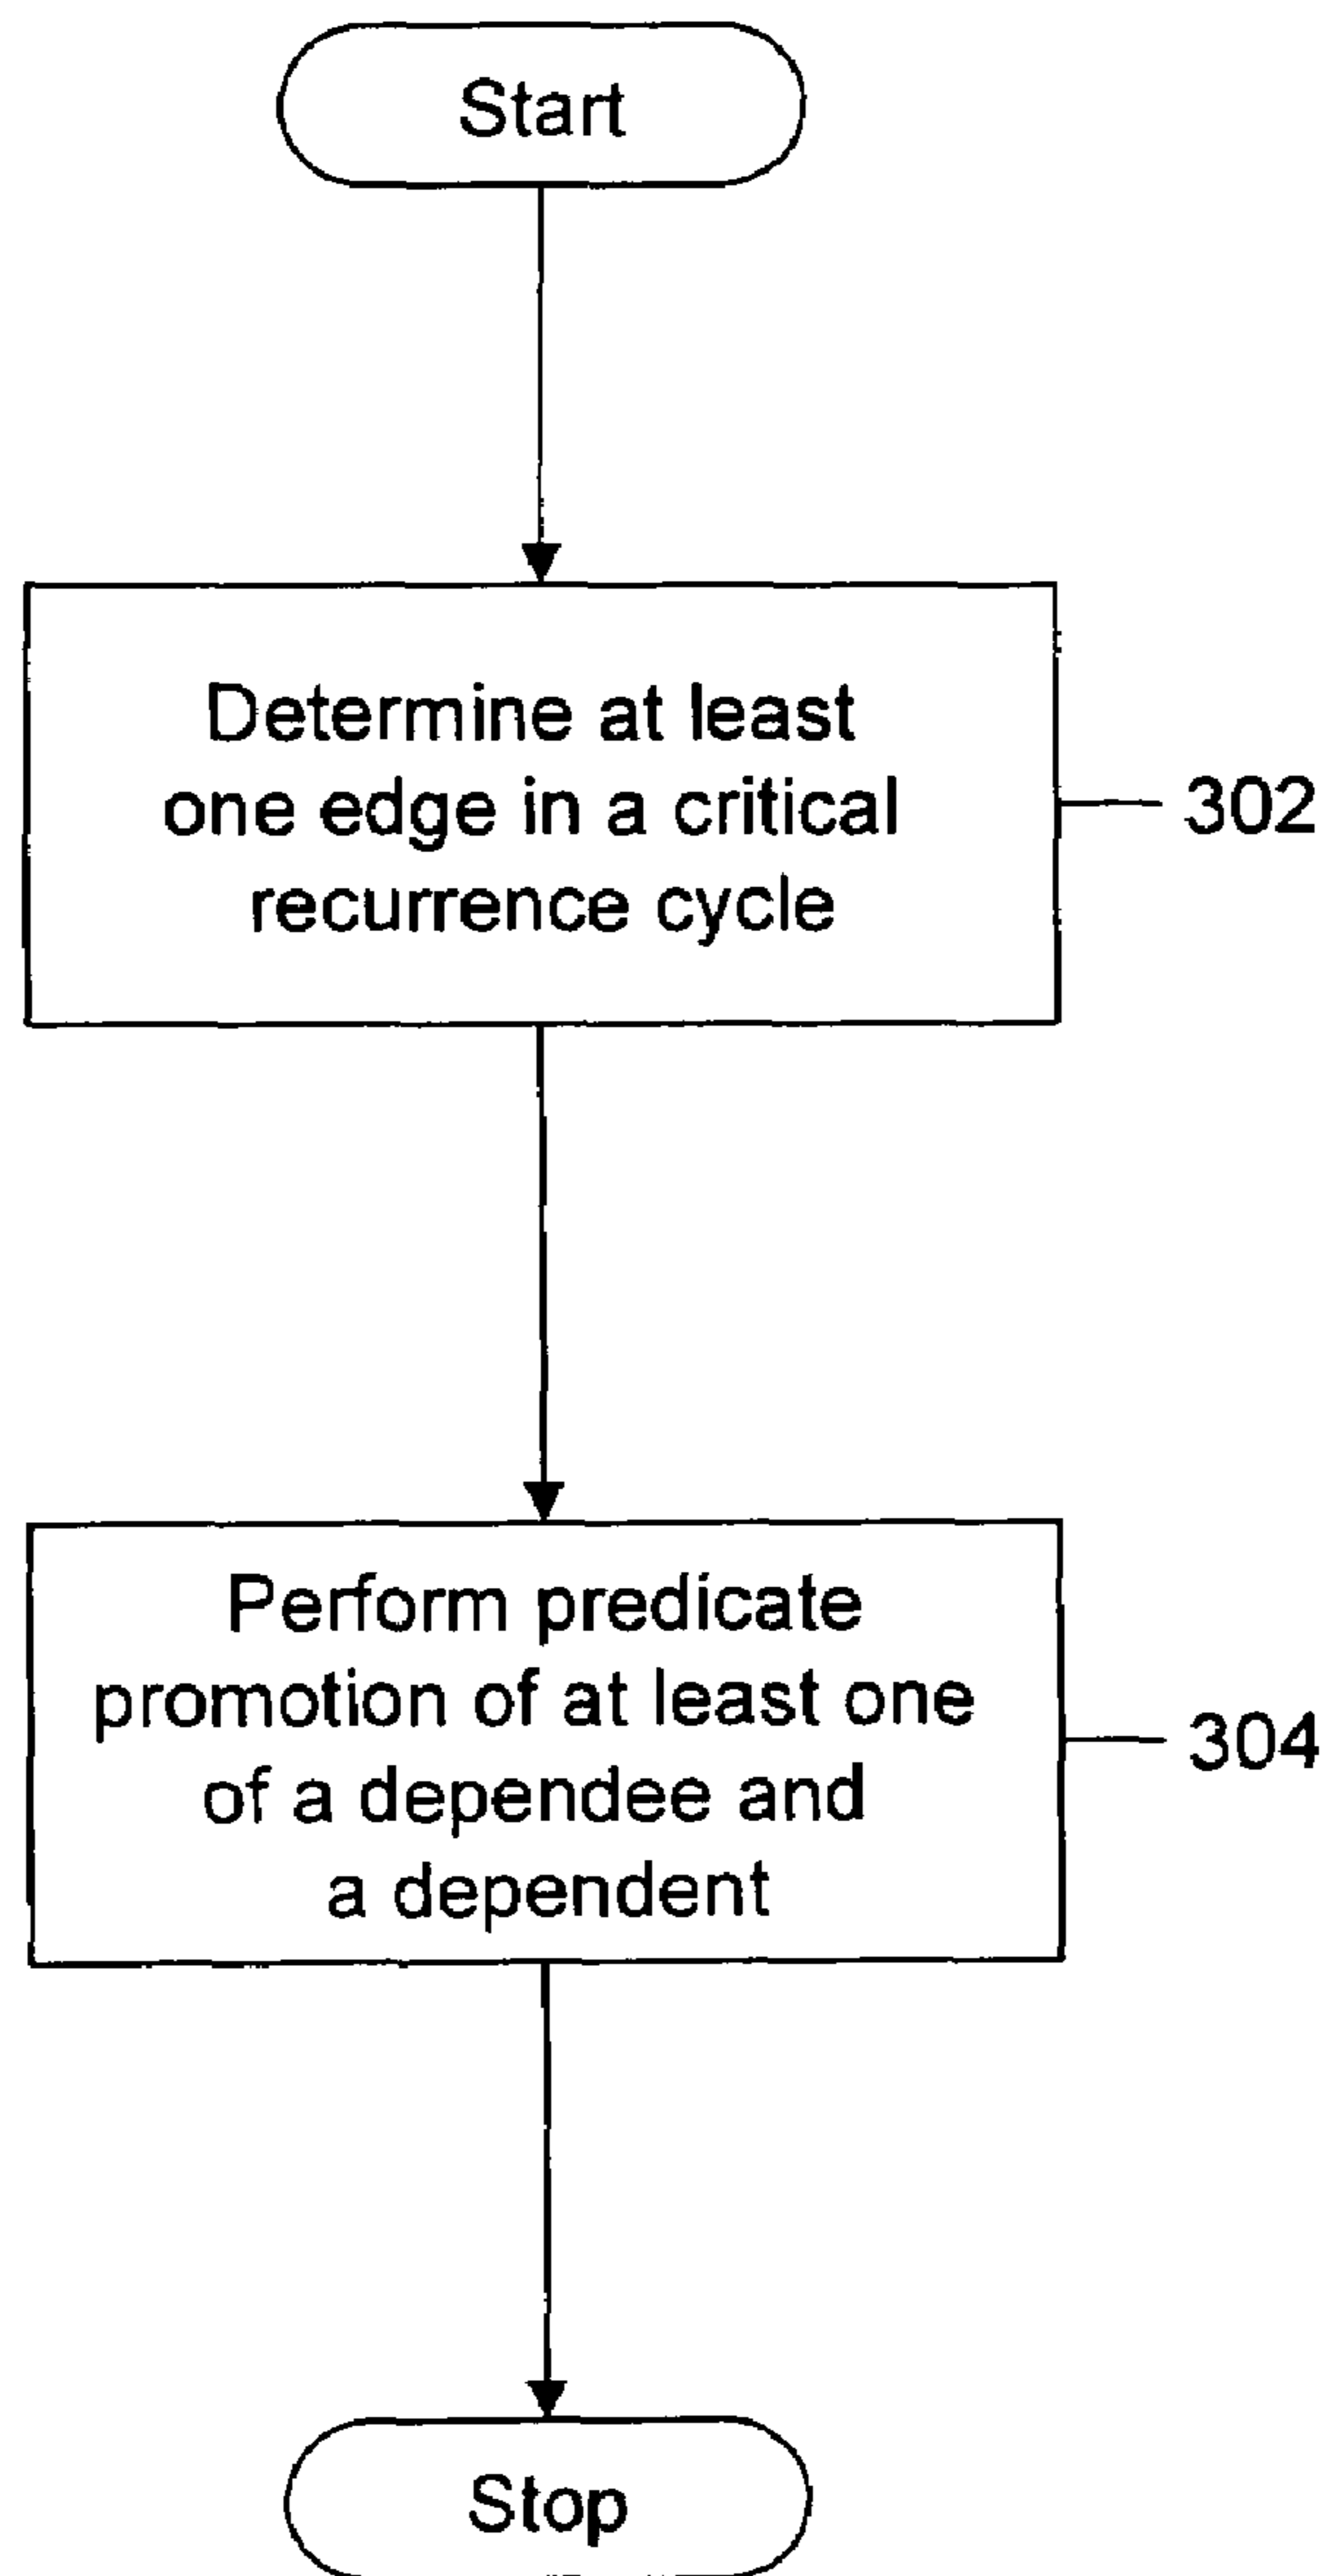 Start
Determine at least
one edge in a critical
recurrence cycle
302
Perform predicate
promotion of at least one
of a dependee and
a dependent
304
Stop